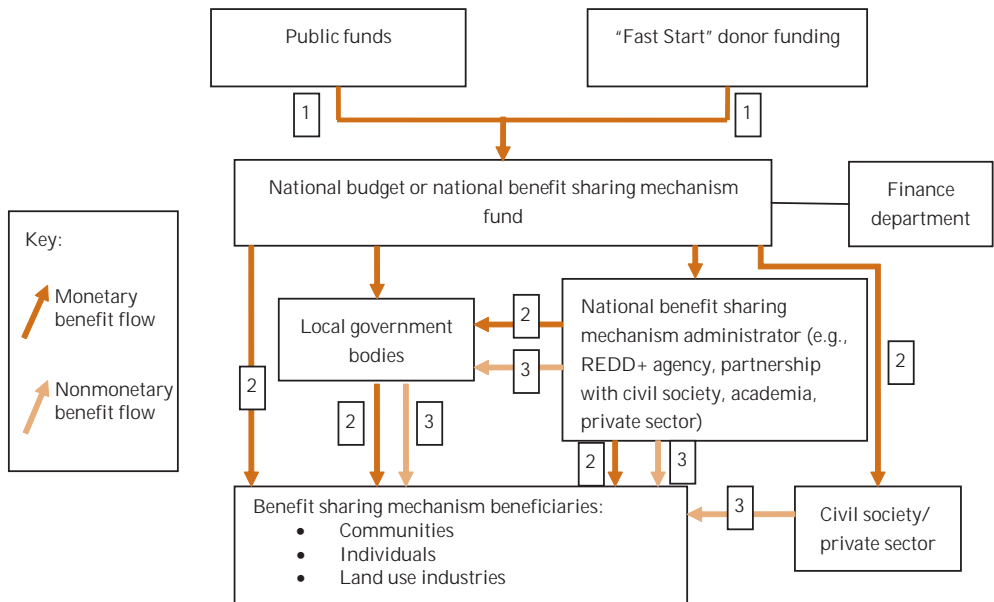 Public funds
"Fast Start" donor funding
1
1
National budget or national benefit sharing mechanism
fund
Finance
department
Key:
Monetary
benefit flow
Nonmonetary
benefit flow
Local government
bodies
2
3
National benefit sharing
mechanism administrator (e.g.,
REDD+ agency, partnership
with civil society, academia,
private sector)
2
2
2
3
2
3
Benefit sharing mechanism beneficiaries:
• Communities
• Individuals
• Land use industries
3
Civil society/
private sector